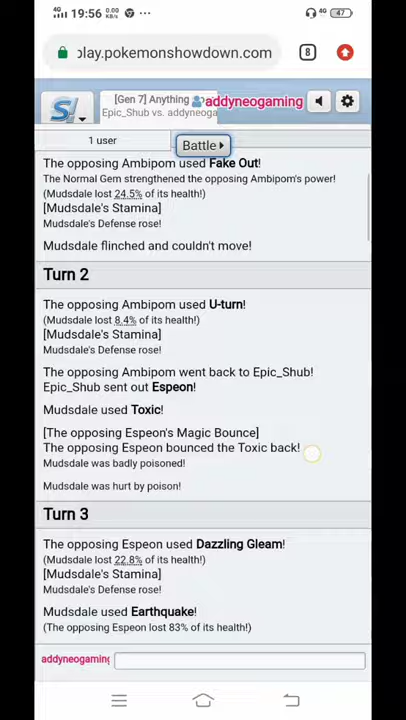 19:56
0.00
KB/s
4G
47
play.pokemonshowdown.com
8
[Gen 7] Anything
addyneogaming
Epic_Shub vs. addyneoga
1 user
Battle
The opposing Ambipom used Fake Out!
The Normal Gem strengthened the opposing Ambipom's power!
(Mudsdale lost 24.5% of its health!)
[Mudsdale's Stamina]
Mudsdale's Defense rose!
Mudsdale flinched and couldn't move!
Turn 2
The opposing Ambipom used U-turn!
(Mudsdale lost 8.4% of its health!)
[Mudsdale's Stamina]
Mudsdale's Defense rose!
The opposing Ambipom went back to Epic_Shub!
Epic_Shub sent out Espeon!
Mudsdale used Toxic!
[The opposing Espeon's Magic Bounce]
The opposing Espeon bounced the Toxic back!
Mudsdale was badly poisoned!
Mudsdale was hurt by poison!
Turn 3
The opposing Espeon used Dazzling Gleam!
(Mudsdale lost 22.8% of its health!)
[Mudsdale's Stamina]
Mudsdale's Defense rose!
Mudsdale used Earthquake!
(The opposing Espeon lost 83% of its health!)
addyneogaming